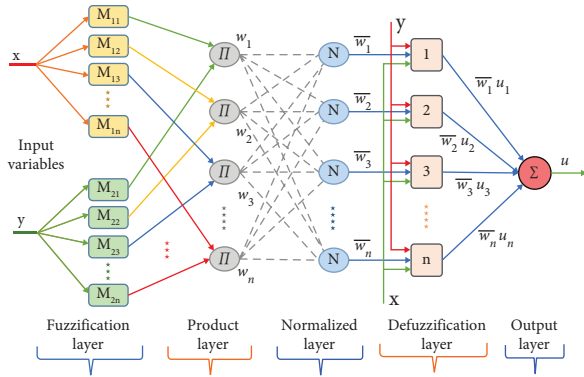 x
Input
variables
y
M11
M12
M13
M1n
M21
M22
M23
M2n
Π
Π
Π
Π
w1
w2
w3
wn
N
N
N
N
w̅1
w̅2
w̅3
w̅n
y
x
1
2
3
n
w̅1 u1
w̅2 u2
w̅3 u3
w̅n un
Σ
u
Fuzzification
layer
Product
layer
Normalized
layer
Defuzzification
layer
Output
layer